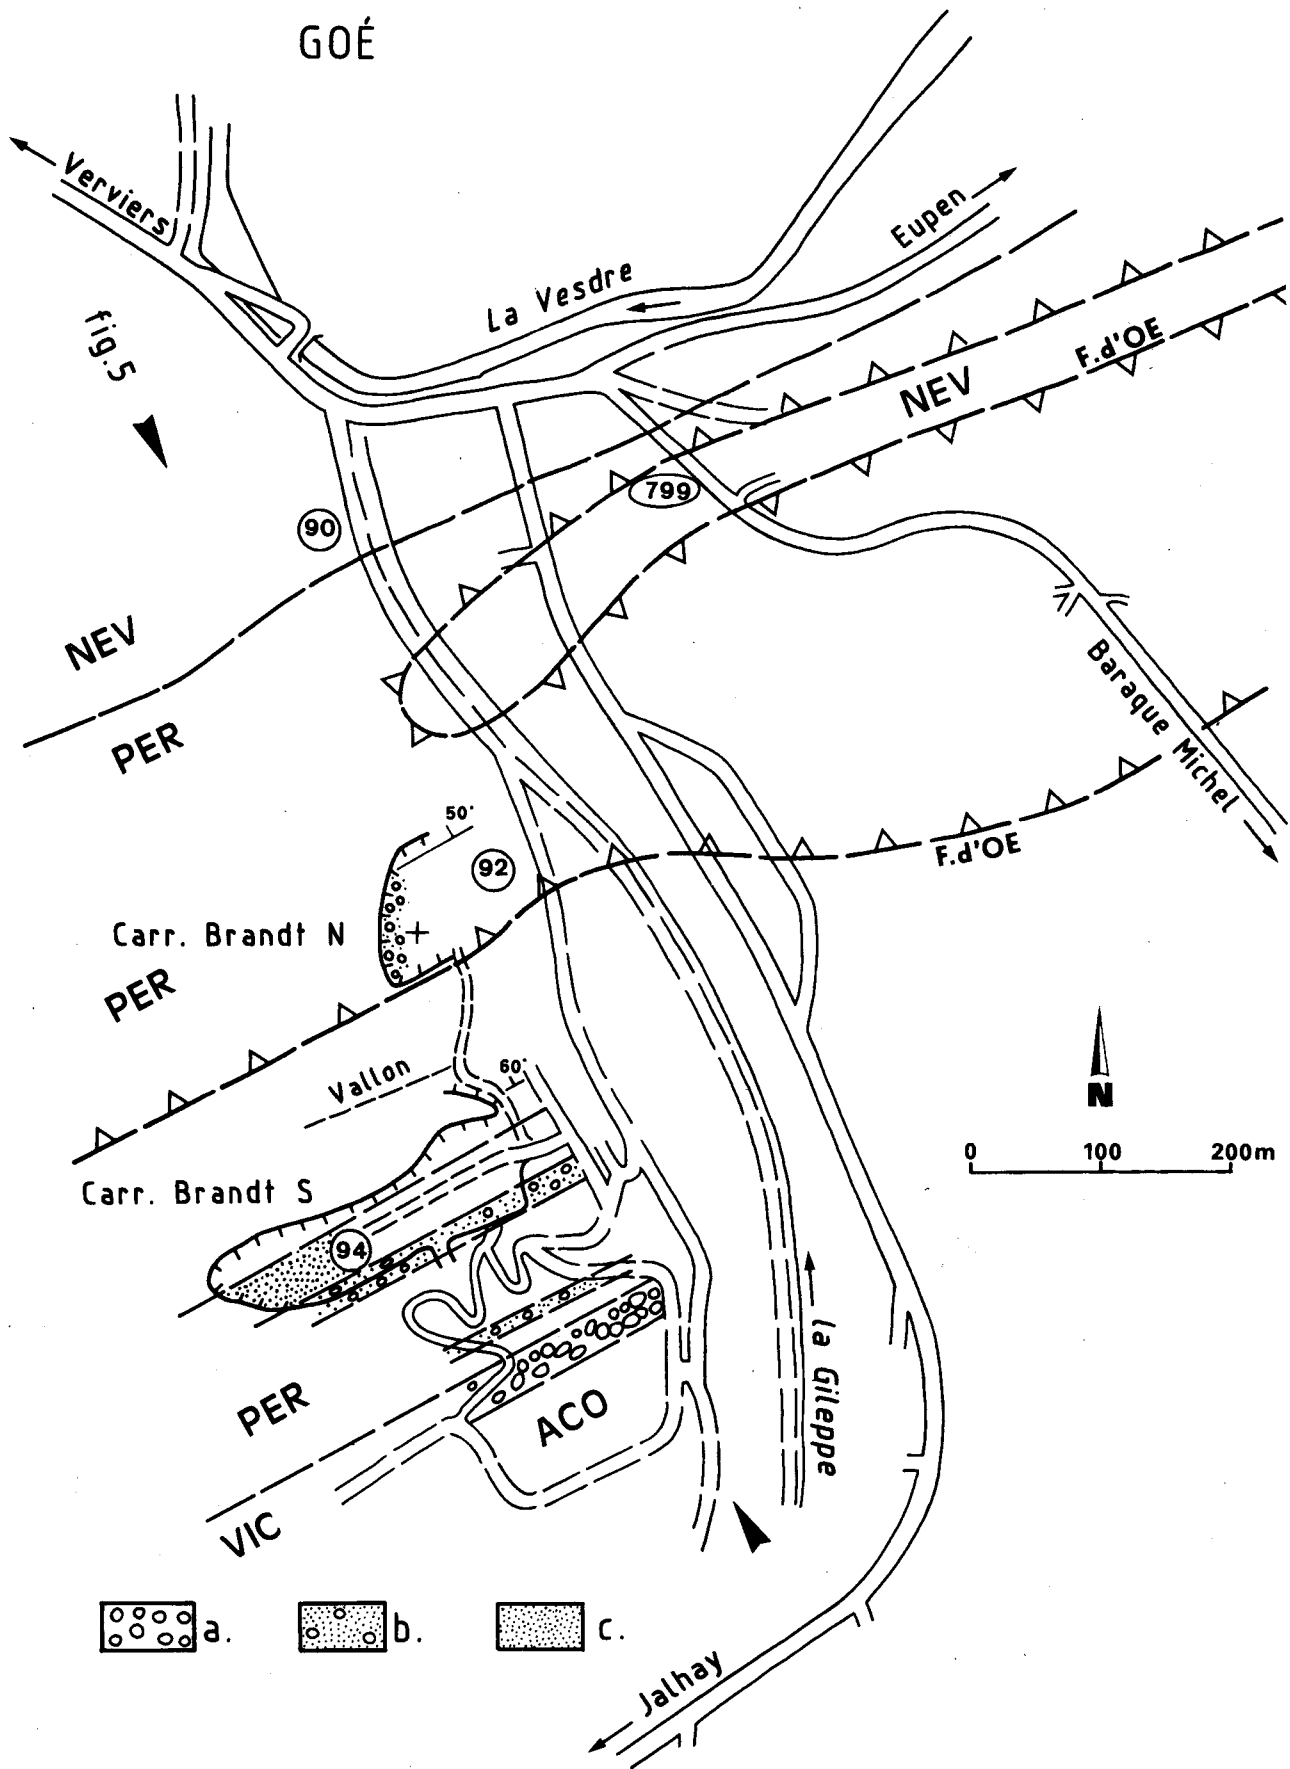 GOÉ
Verviers
Eupen
La Vesdre
fig.5
F.d'OE
NEV
799
90
NEV
PER
Baraque Michel
50°
92
F.d'OE
Carr. Brandt N
PER
Vallon
60°
N
0 100 200m
Carr. Brandt S
94
la Gileppe
PER
ACO
VIC
a.
b.
c.
Jalhay